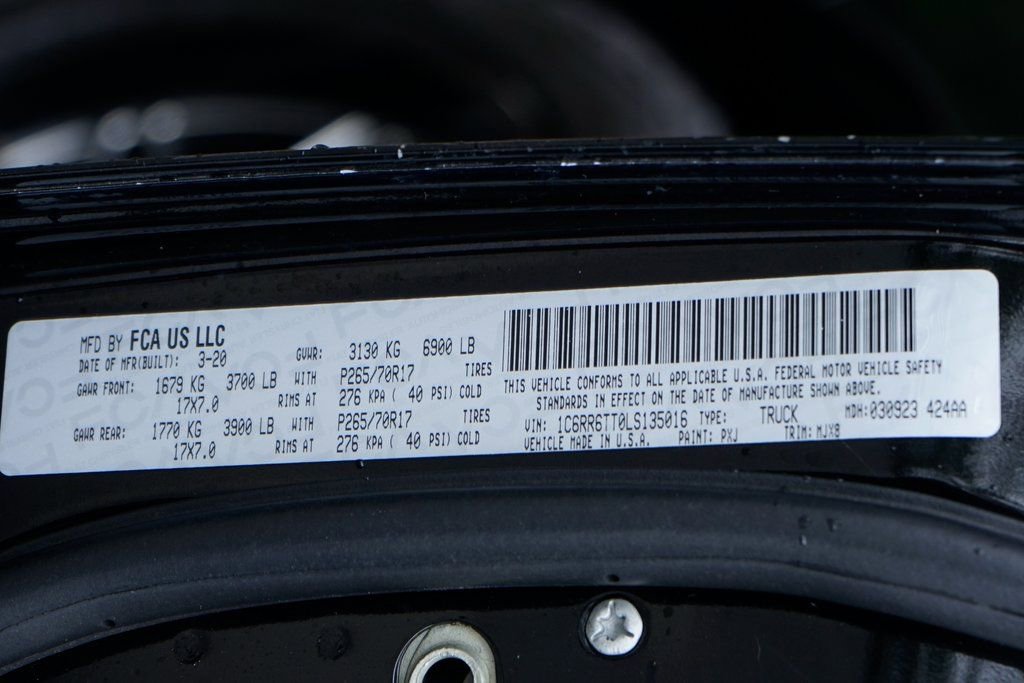 MFD BY FCA US LLC
DATE OF MFR(BUILT): 3-20 GVWR: 3130 KG 6900 LB
GAWR FRONT: 1679 KG 3700 LB WITH P265/70R17 TIRES
17X7.0 RIMS AT 276 KPA ( 40 PSI) COLD
GAWR REAR: 1770 KG 3900 LB WITH P265/70R17 TIRES
17X7.0 RIMS AT 276 KPA ( 40 PSI) COLD
THIS VEHICLE CONFORMS TO ALL APPLICABLE U.S.A. FEDERAL MOTOR VEHICLE SAFETY
STANDARDS IN EFFECT ON THE DATE OF MANUFACTURE SHOWN ABOVE.
VIN: 1C6RR6TT0LS135016 TYPE: TRUCK MDH: 030923 424AA
VEHICLE MADE IN U.S.A. PAINT: PXJ TRIM: MJX8